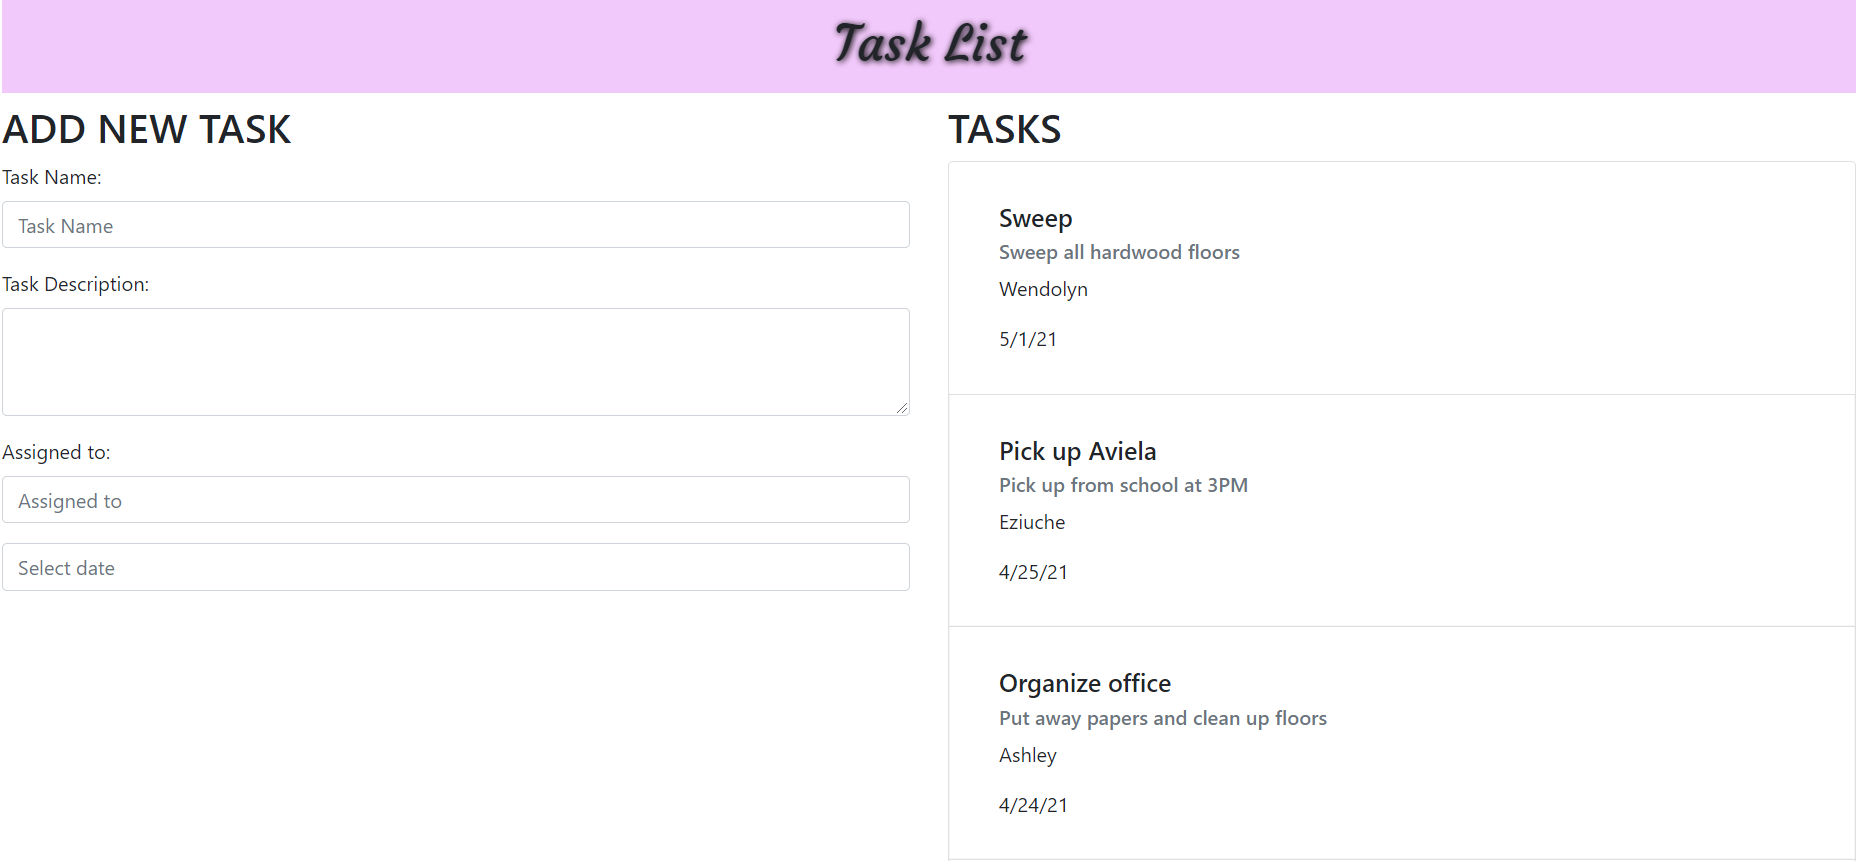 Task List
ADD NEW TASK
Task Name:
Task Name
Task Description:
Assigned to:
Assigned to
Select date
TASKS
Sweep
Sweep all hardwood floors
Wendolyn
5/1/21
Pick up Aviela
Pick up from school at 3PM
Eziuche
4/25/21
Organize office
Put away papers and clean up floors
Ashley
4/24/21